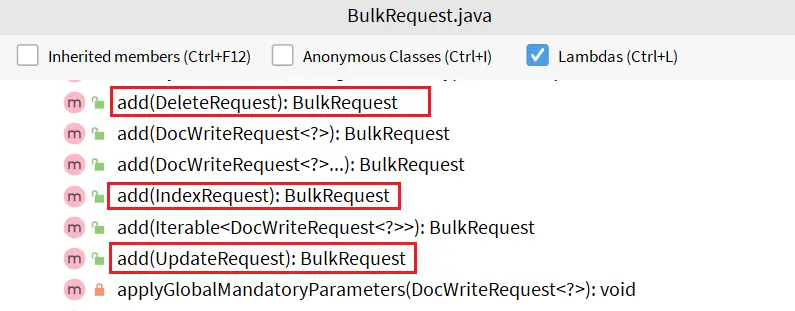 BulkRequest.java
Inherited members (Ctrl+F12) Anonymous Classes (Ctrl+I) Lambdas (Ctrl+L)
m add(DeleteRequest): BulkRequest
m add(DocWriteRequest<?>): BulkRequest
m add(DocWriteRequest<?>...): BulkRequest
m add(IndexRequest): BulkRequest
m add(Iterable<DocWriteRequest<?>>): BulkRequest
m add(UpdateRequest): BulkRequest
m applyGlobalMandatoryParameters(DocWriteRequest<?>): void